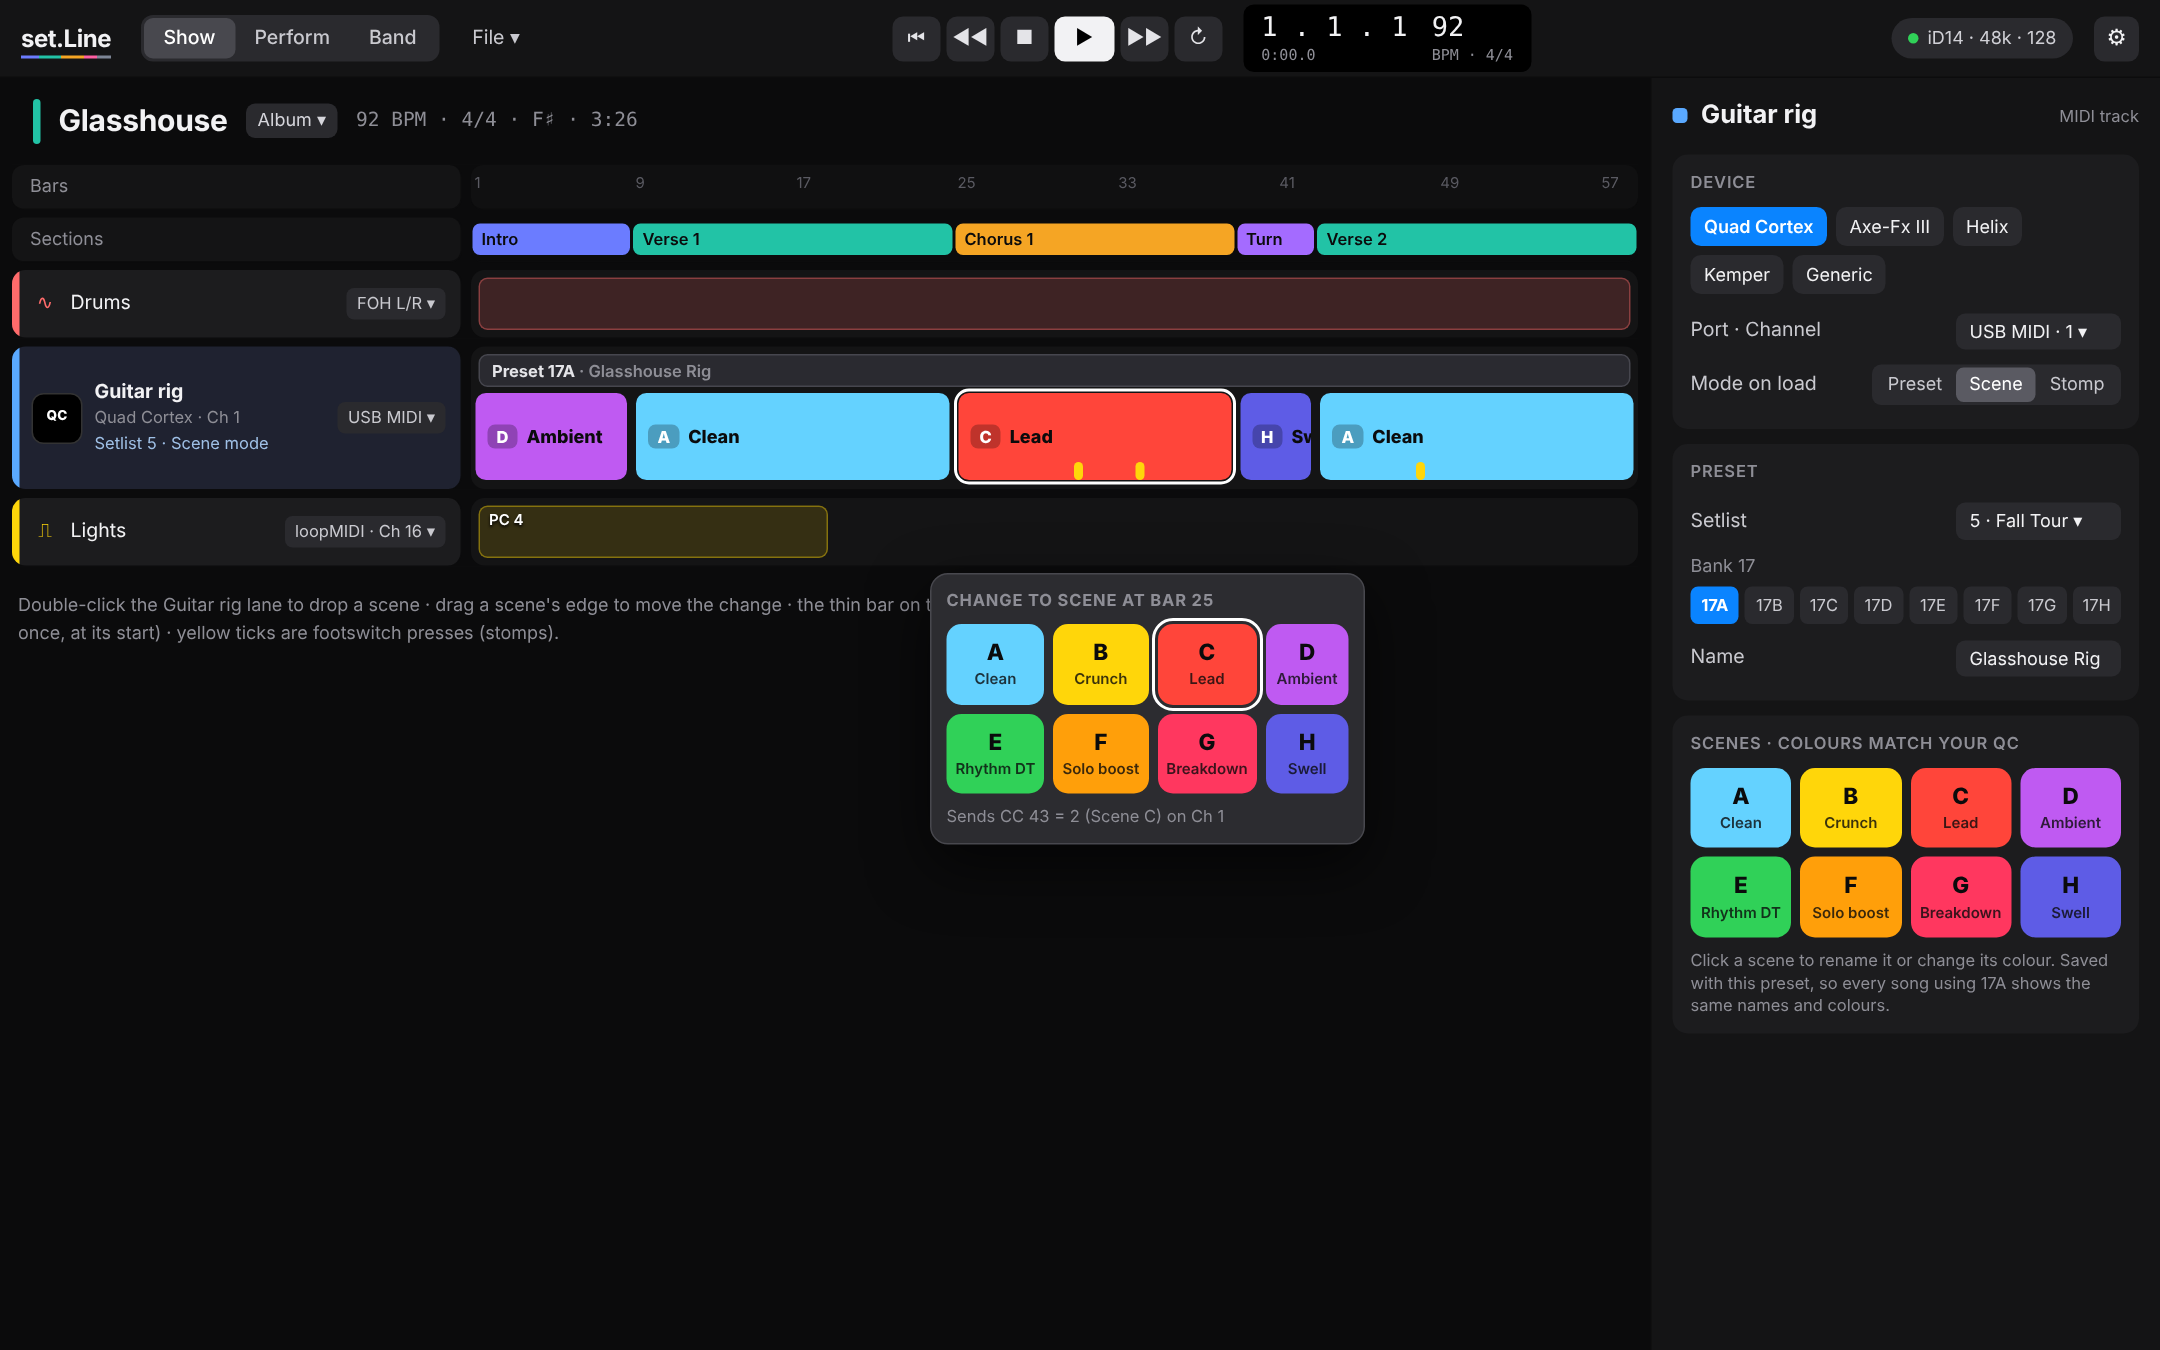 set.Line
Show Perform Band File ▾
1 . 1 . 1 92
0:00.0 BPM · 4/4
iD14 · 48k · 128
Glasshouse Album ▾ 92 BPM · 4/4 · F♯ · 3:26
Bars 1 9 17 25 33 41 49 57
Sections Intro Verse 1 Chorus 1 Turn Verse 2
Drums FOH L/R ▾
Preset 17A · Glasshouse Rig
QC Guitar rig
Quad Cortex · Ch 1
Setlist 5 · Scene mode
USB MIDI ▾
D Ambient A Clean C Lead H Sw A Clean
Lights loopMIDI · Ch 16 ▾ PC 4
Double-click the Guitar rig lane to drop a scene · drag a scene's edge to move the change · the thin bar on t
once, at its start) · yellow ticks are footswitch presses (stomps).
CHANGE TO SCENE AT BAR 25
A B C D
Clean Crunch Lead Ambient
E F G H
Rhythm DT Solo boost Breakdown Swell
Sends CC 43 = 2 (Scene C) on Ch 1
Guitar rig MIDI track
DEVICE
Quad Cortex Axe-Fx III Helix
Kemper Generic
Port · Channel USB MIDI · 1 ▾
Mode on load Preset Scene Stomp
PRESET
Setlist 5 · Fall Tour ▾
Bank 17
17A 17B 17C 17D 17E 17F 17G 17H
Name Glasshouse Rig
SCENES · COLOURS MATCH YOUR QC
A B C D
Clean Crunch Lead Ambient
E F G H
Rhythm DT Solo boost Breakdown Swell
Click a scene to rename it or change its colour. Saved
with this preset, so every song using 17A shows the
same names and colours.